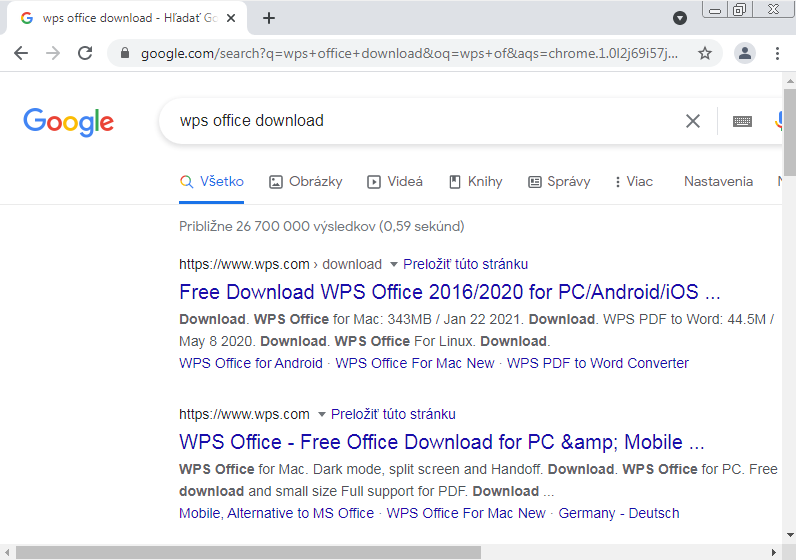 wps office download - Hľadať Go
google.com/search?q=wps+office+download&oq=wps+of&aqs=chrome.1.0l2j69i57j...
Google
wps office download
Všetko Obrázky Videá Knihy Správy Viac Nastavenia
Približne 26 700 000 výsledkov (0,59 sekúnd)
https://www.wps.com › download Preložiť túto stránku
Free Download WPS Office 2016/2020 for PC/Android/iOS ...
Download. WPS Office for Mac: 343MB / Jan 22 2021. Download. WPS PDF to Word: 44.5M /
May 8 2020. Download. WPS Office For Linux. Download.
WPS Office for Android · WPS Office For Mac New · WPS PDF to Word Converter
https://www.wps.com Preložiť túto stránku
WPS Office - Free Office Download for PC &amp; Mobile ...
WPS Office for Mac. Dark mode, split screen and Handoff. Download. WPS Office for PC. Free
download and small size Full support for PDF. Download ...
Mobile, Alternative to MS Office · WPS Office For Mac New · Germany - Deutsch